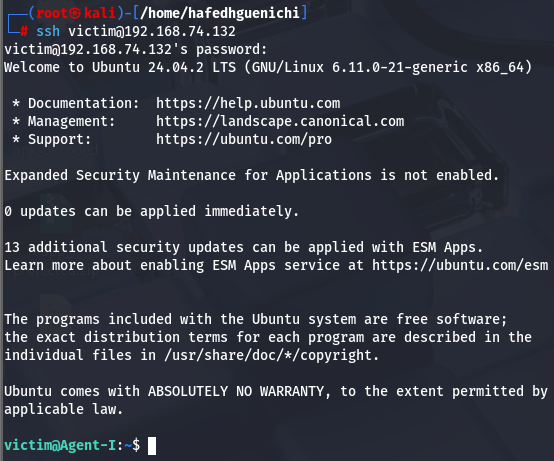 ┌──(root㉿kali)-[/home/hafedhguenichi]
└─# ssh victim@192.168.74.132
victim@192.168.74.132's password:
Welcome to Ubuntu 24.04.2 LTS (GNU/Linux 6.11.0-21-generic x86_64)
* Documentation:  https://help.ubuntu.com
* Management:     https://landscape.canonical.com
* Support:        https://ubuntu.com/pro
Expanded Security Maintenance for Applications is not enabled.
0 updates can be applied immediately.
13 additional security updates can be applied with ESM Apps.
Learn more about enabling ESM Apps service at https://ubuntu.com/esm
The programs included with the Ubuntu system are free software;
the exact distribution terms for each program are described in the
individual files in /usr/share/doc/*/copyright.
Ubuntu comes with ABSOLUTELY NO WARRANTY, to the extent permitted by
applicable law.
victim@Agent-I:~$